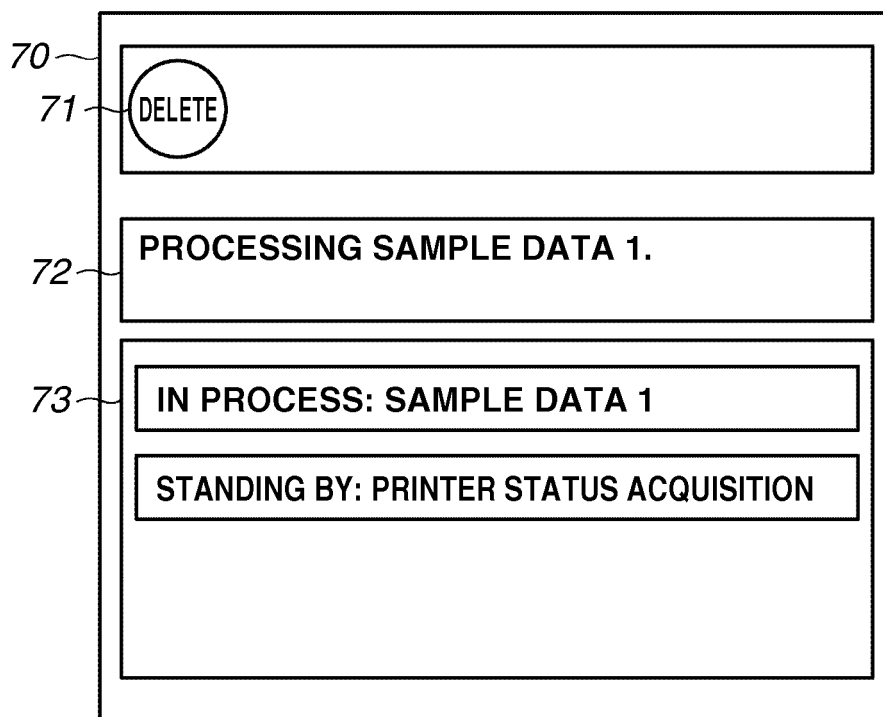 70
71
DELETE
72
PROCESSING SAMPLE DATA 1.
73
IN PROCESS: SAMPLE DATA 1
STANDING BY: PRINTER STATUS ACQUISITION